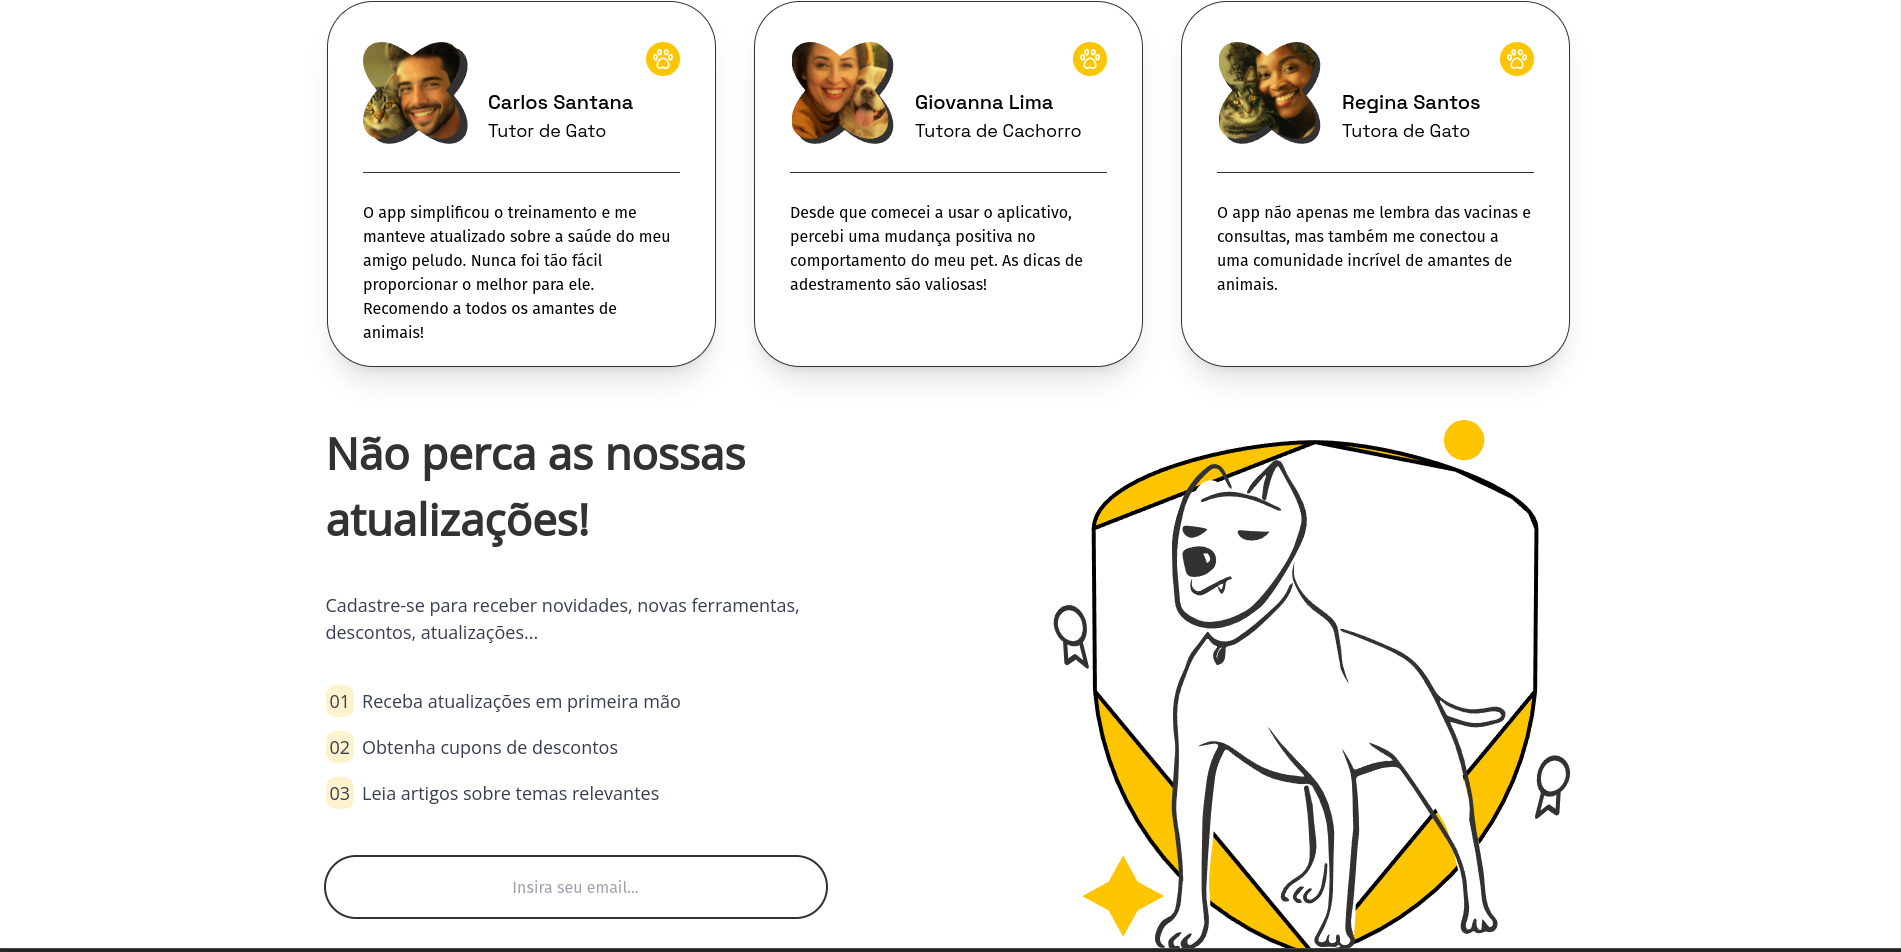 Carlos Santana
Tutor de Gato
O app simplificou o treinamento e me
manteve atualizado sobre a saúde do meu
amigo peludo. Nunca foi tão fácil
proporcionar o melhor para ele.
Recomendo a todos os amantes de
animais!
Giovanna Lima
Tutora de Cachorro
Desde que comecei a usar o aplicativo,
percebi uma mudança positiva no
comportamento do meu pet. As dicas de
adestramento são valiosas!
Regina Santos
Tutora de Gato
O app não apenas me lembra das vacinas e
consultas, mas também me conectou a
uma comunidade incrível de amantes de
animais.
Não perca as nossas
atualizações!
Cadastre-se para receber novidades, novas ferramentas,
descontos, atualizações...
01 Receba atualizações em primeira mão
02 Obtenha cupons de descontos
03 Leia artigos sobre temas relevantes
Insira seu email...